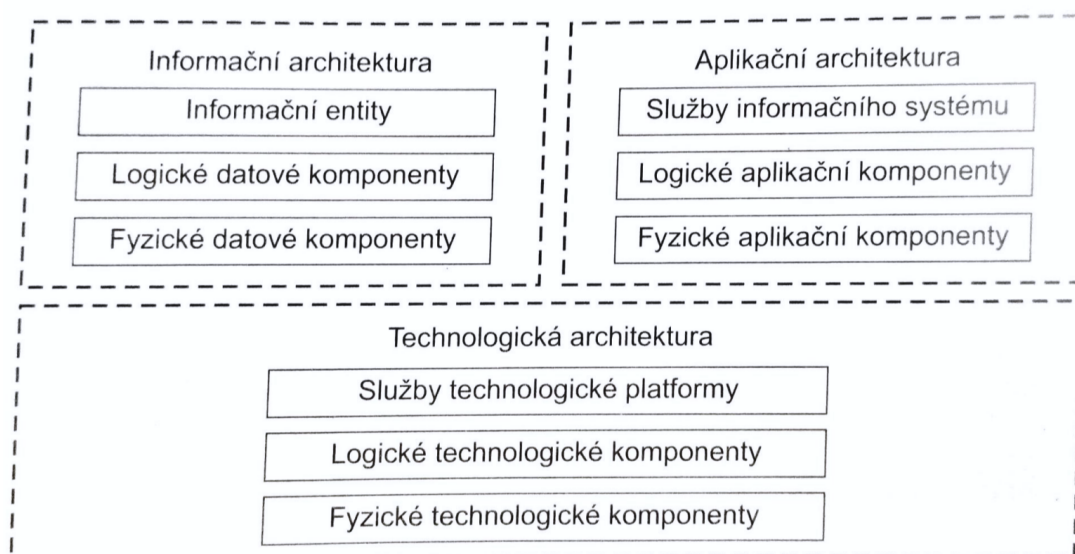 Informační architektura
Informační entity
Logické datové komponenty
Fyzické datové komponenty
Aplikační architektura
Služby informačního systému
Logické aplikační komponenty
Fyzické aplikační komponenty
Technologická architektura
Služby technologické platformy
Logické technologické komponenty
Fyzické technologické komponenty